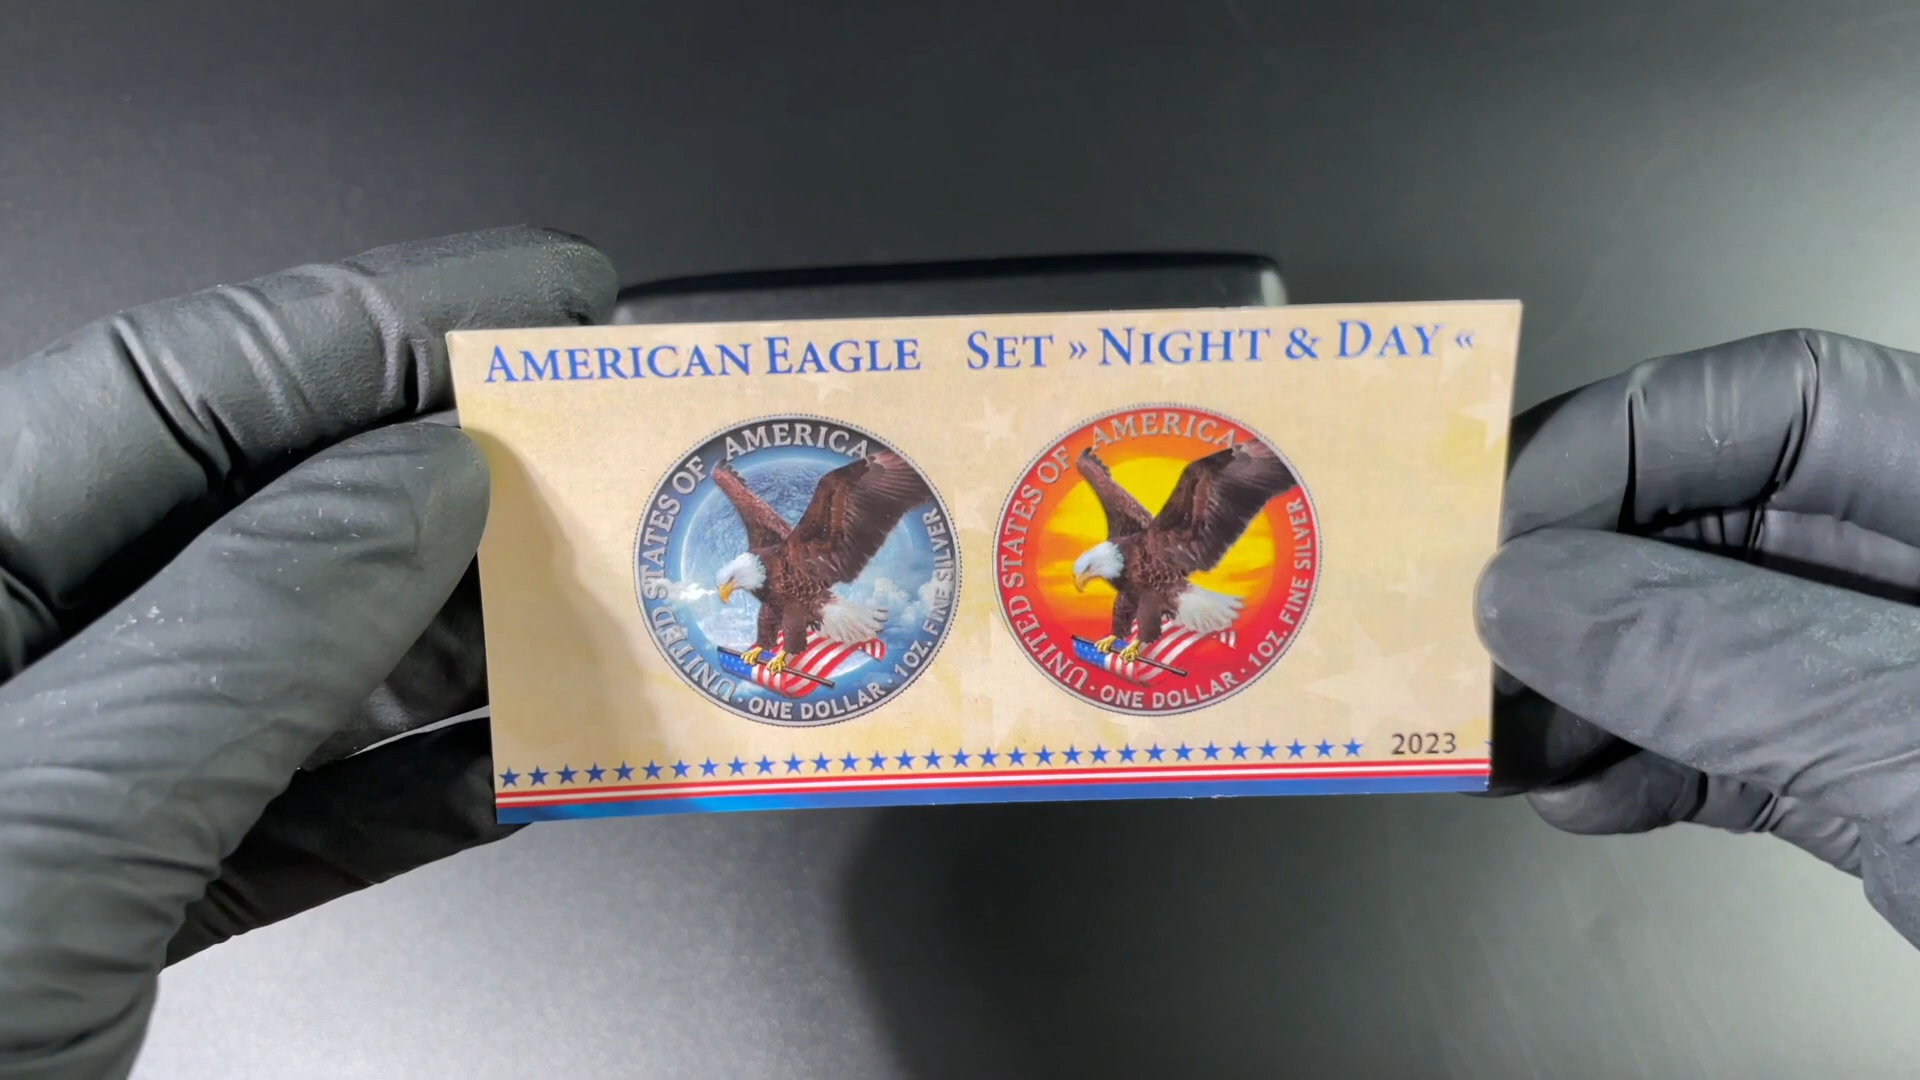 AMERICAN EAGLE SET » NIGHT & DAY «
UNITED STATES OF AMERICA
· ONE DOLLAR · 1 OZ. FINE SILVER
UNITED STATES OF AMERICA
· ONE DOLLAR · 1 OZ. FINE SILVER
2023